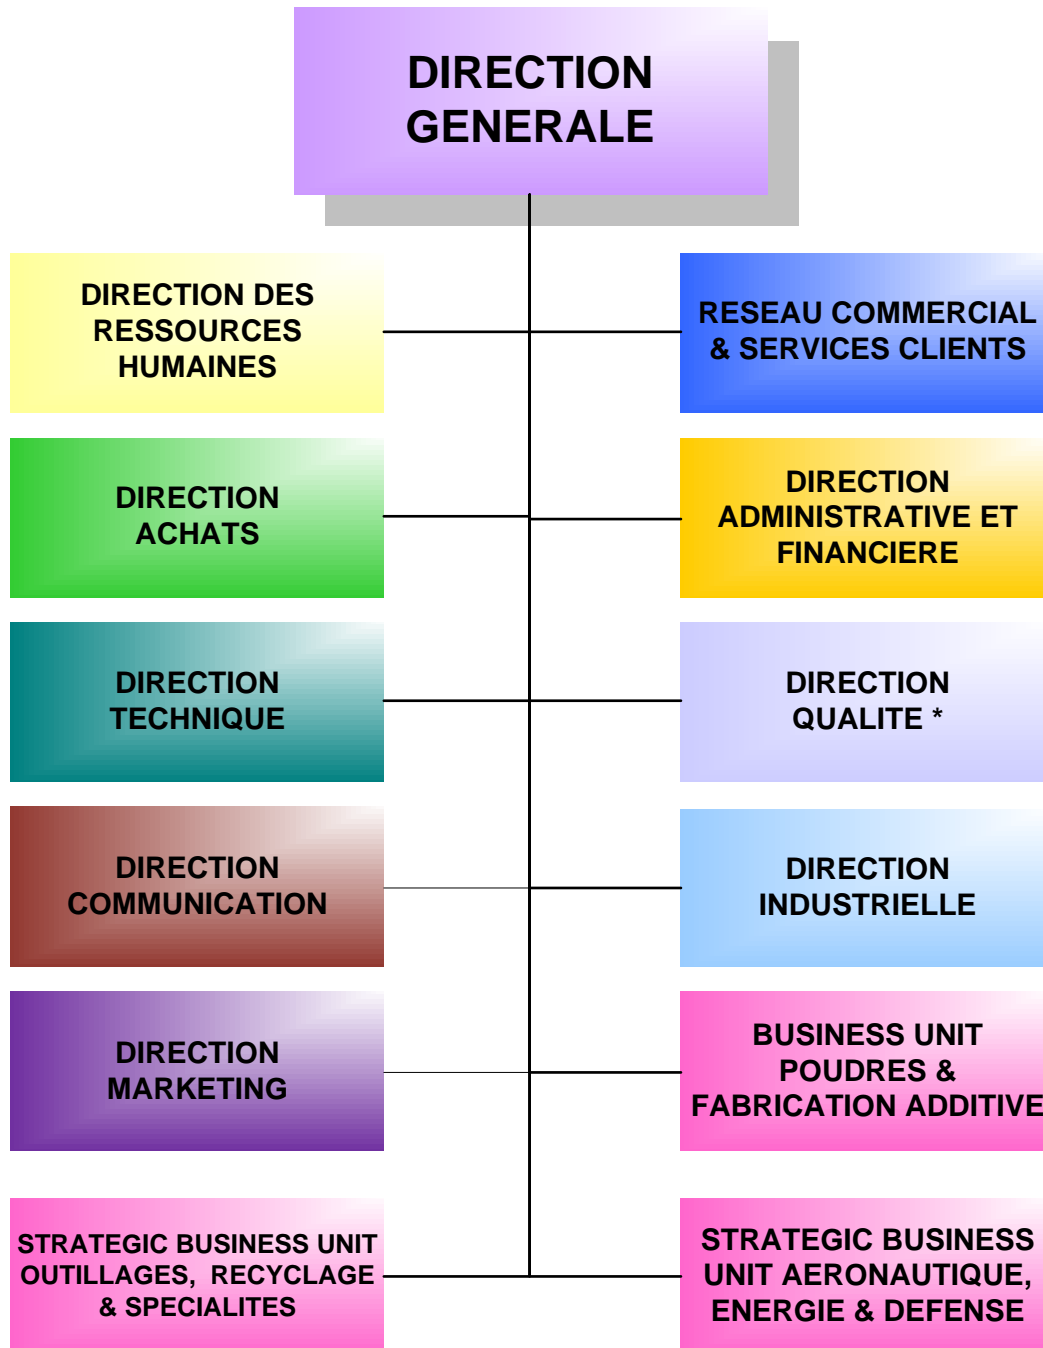 DIRECTION
GENERALE
DIRECTION DES
RESSOURCES
HUMAINES
RESEAU COMMERCIAL
& SERVICES CLIENTS
DIRECTION
ACHATS
DIRECTION
ADMINISTRATIVE ET
FINANCIERE
DIRECTION
TECHNIQUE
DIRECTION
QUALITE *
DIRECTION
COMMUNICATION
DIRECTION
INDUSTRIELLE
DIRECTION
MARKETING
BUSINESS UNIT
POUDRES &
FABRICATION ADDITIVE
STRATEGIC BUSINESS UNIT
OUTILLAGES, RECYCLAGE
& SPECIALITES
STRATEGIC BUSINESS
UNIT AERONAUTIQUE,
ENERGIE & DEFENSE